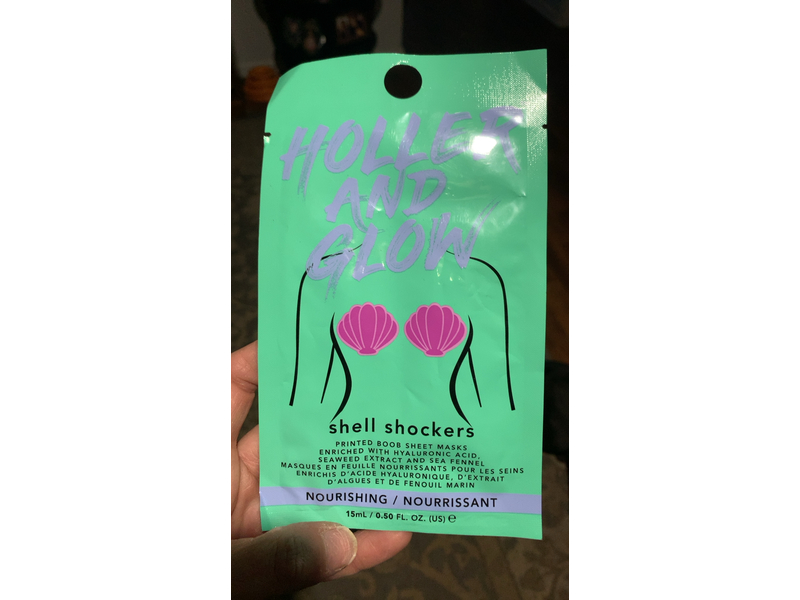 HOLLER
AND
GLOW
shell shockers
PRINTED BOOB SHEET MASKS
ENRICHED WITH HYALURONIC ACID,
SEAWEED EXTRACT AND SEA FENNEL
MASQUES EN FEUILLE NOURRISSANTS POUR LES SEINS
ENRICHIS D'ACIDE HYALURONIQUE, D'EXTRAIT
D'ALGUES ET DE FENOUIL MARIN
NOURISHING / NOURRISSANT
15mL / 0.50 FL. OZ. (US) ℮